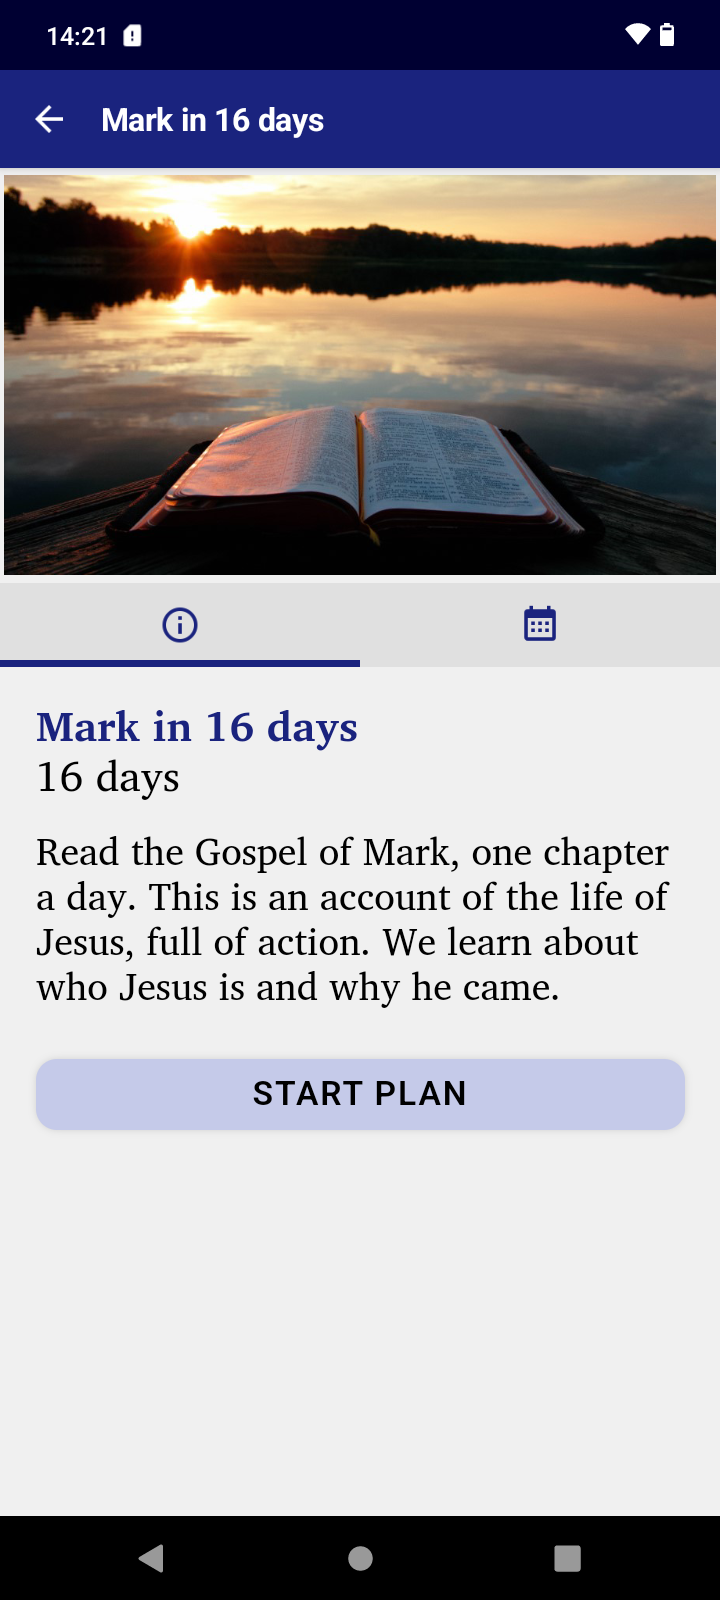 14:21
Mark in 16 days
Mark in 16 days
16 days
Read the Gospel of Mark, one chapter
a day. This is an account of the life of
Jesus, full of action. We learn about
who Jesus is and why he came.
START PLAN